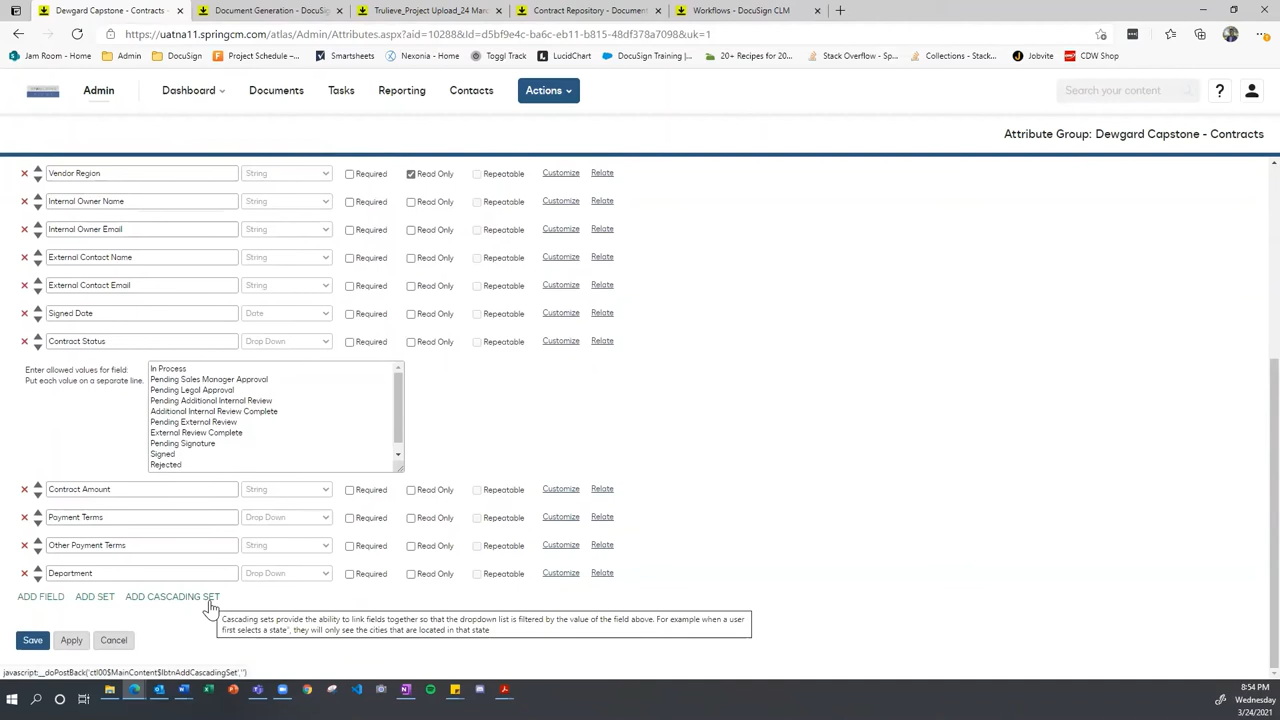 Dewgard Capstone - Contracts
Document Generation - DocuSig
Trulieve_Project Upload_24 Marc
Contract Repository - Document
Workflows - DocuSign CLM
https://uatna11.springcm.com/atlas/Admin/Attributes.aspx?aid=10288&Id=d5bf9e4c-ba6c-eb11-b815-48df378a7098&uk=1
Jam Room - Home
Admin
DocuSign
Project Schedule -...
Smartsheets
Nexonia - Home
Toggl Track
LucidChart
DocuSign Training |...
20+ Recipes for 20...
Stack Overflow - Sp...
Collections - Stack...
Jobvite
CDW Shop
Admin Dashboard Documents Tasks Reporting Contacts Actions Search your content ?
Attribute Group: Dewgard Capstone - Contracts
Vendor Region String Required Read Only Repeatable Customize Relate
Internal Owner Name String Required Read Only Repeatable Customize Relate
Internal Owner Email String Required Read Only Repeatable Customize Relate
External Contact Name String Required Read Only Repeatable Customize Relate
External Contact Email String Required Read Only Repeatable Customize Relate
Signed Date Date Required Read Only Repeatable Customize Relate
Contract Status Drop Down Required Read Only Repeatable Customize Relate
Enter allowed values for field:
Put each value on a separate line.
In Process
Pending Sales Manager Approval
Pending Legal Approval
Pending Additional Internal Review
Additional Internal Review Complete
Pending External Review
External Review Complete
Pending Signature
Signed
Rejected
Contract Amount String Required Read Only Repeatable Customize Relate
Payment Terms Drop Down Required Read Only Repeatable Customize Relate
Other Payment Terms String Required Read Only Repeatable Customize Relate
Department Drop Down Required Read Only Repeatable Customize Relate
ADD FIELD ADD SET ADD CASCADING SET
Cascading sets provide the ability to link fields together so that the dropdown list is filtered by the value of the field above. For example when a user
first selects a state", they will only see the cities that are located in that state
Save Apply Cancel
javascript:__doPostBack('ctl00$MainContent$lbtnAddCascadingSet','')
8:54 PM
Wednesday
3/24/2021